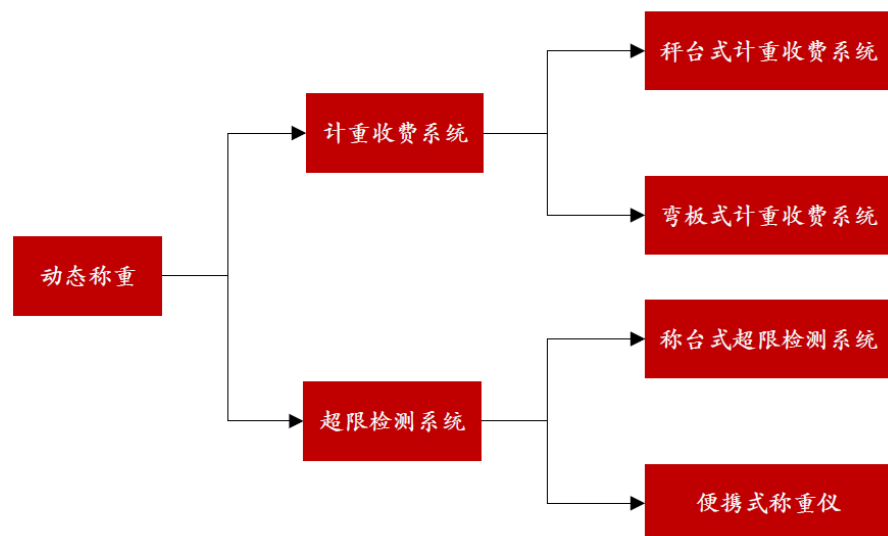 秤台式计重收费系统
计重收费系统
弯板式计重收费系统
动态称重
称台式超限检测系统
超限检测系统
便携式称重仪